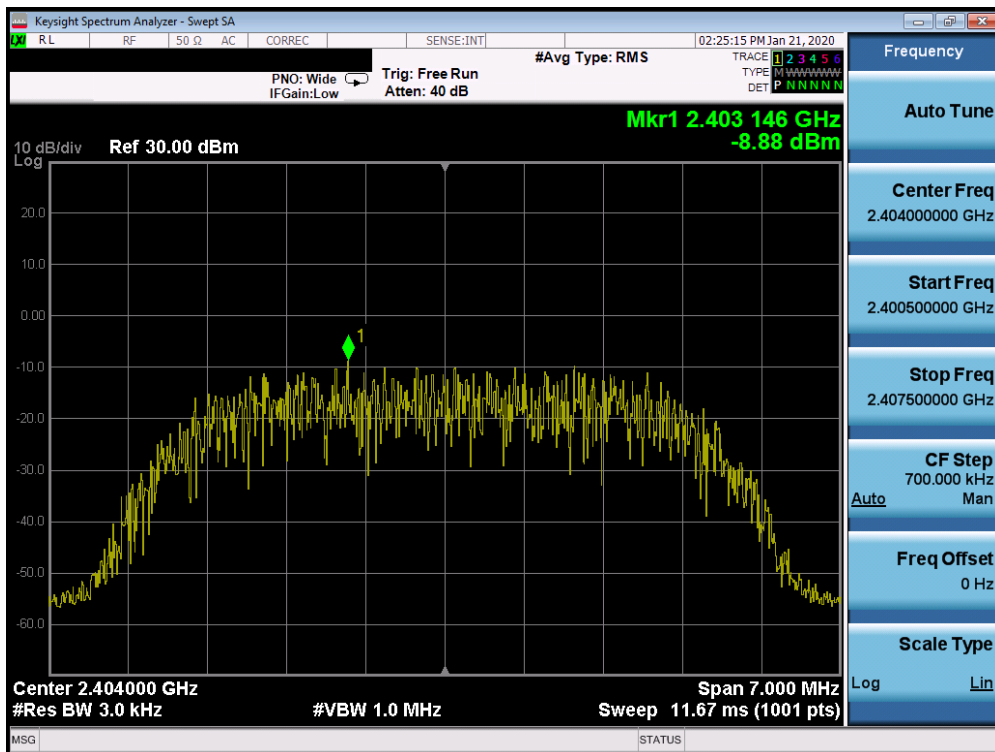 Keysight Spectrum Analyzer - Swept SA
LXI RL RF 50 Ω AC CORREC SENSE:INT 02:25:15 PM Jan 21, 2020
Frequency
#Avg Type: RMS
TRACE 1 2 3 4 5 6
TYPE M WWWWW
DET P N N N N N
PNO: Wide
IFGain:Low
Trig: Free Run
Atten: 40 dB
Mkr1 2.403 146 GHz
-8.88 dBm
10 dB/div
Log
Ref 30.00 dBm
20.0
10.0
0.00
-10.0
-20.0
-30.0
-40.0
-50.0
-60.0
1
Center 2.404000 GHz
Span 7.000 MHz
#Res BW 3.0 kHz
#VBW 1.0 MHz
Sweep 11.67 ms (1001 pts)
MSG
STATUS
Auto Tune
Center Freq
2.404000000 GHz
Start Freq
2.400500000 GHz
Stop Freq
2.407500000 GHz
CF Step
700.000 kHz
Auto Man
Freq Offset
0 Hz
Scale Type
Log Lin